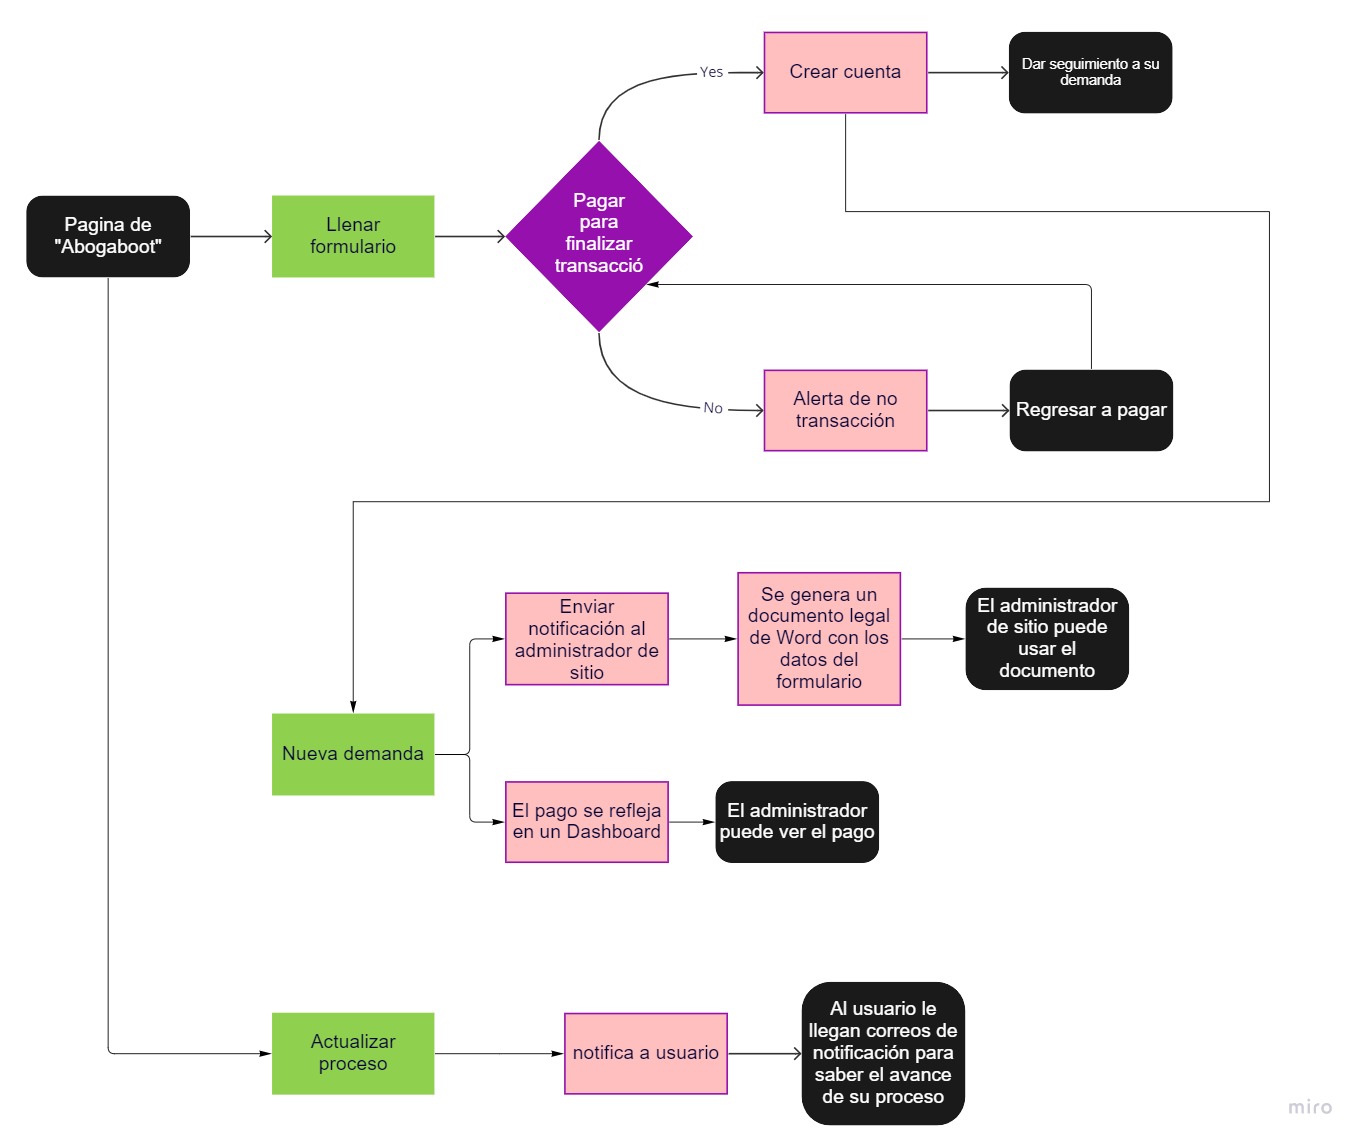 Yes
Crear cuenta
Dar seguimiento a su
demanda
Pagina de
"Abogaboot"
Llenar
formulario
Pagar
para
finalizar
transacció
No
Alerta de no
transacción
Regresar a pagar
Enviar
notificación al
administrador de
sitio
Se genera un
documento legal
de Word con los
datos del
formulario
El administrador
de sitio puede
usar el
documento
Nueva demanda
El pago se refleja
en un Dashboard
El administrador
puede ver el pago
Actualizar
proceso
notifica a usuario
Al usuario le
llegan correos de
notificación para
saber el avance
de su proceso
miro